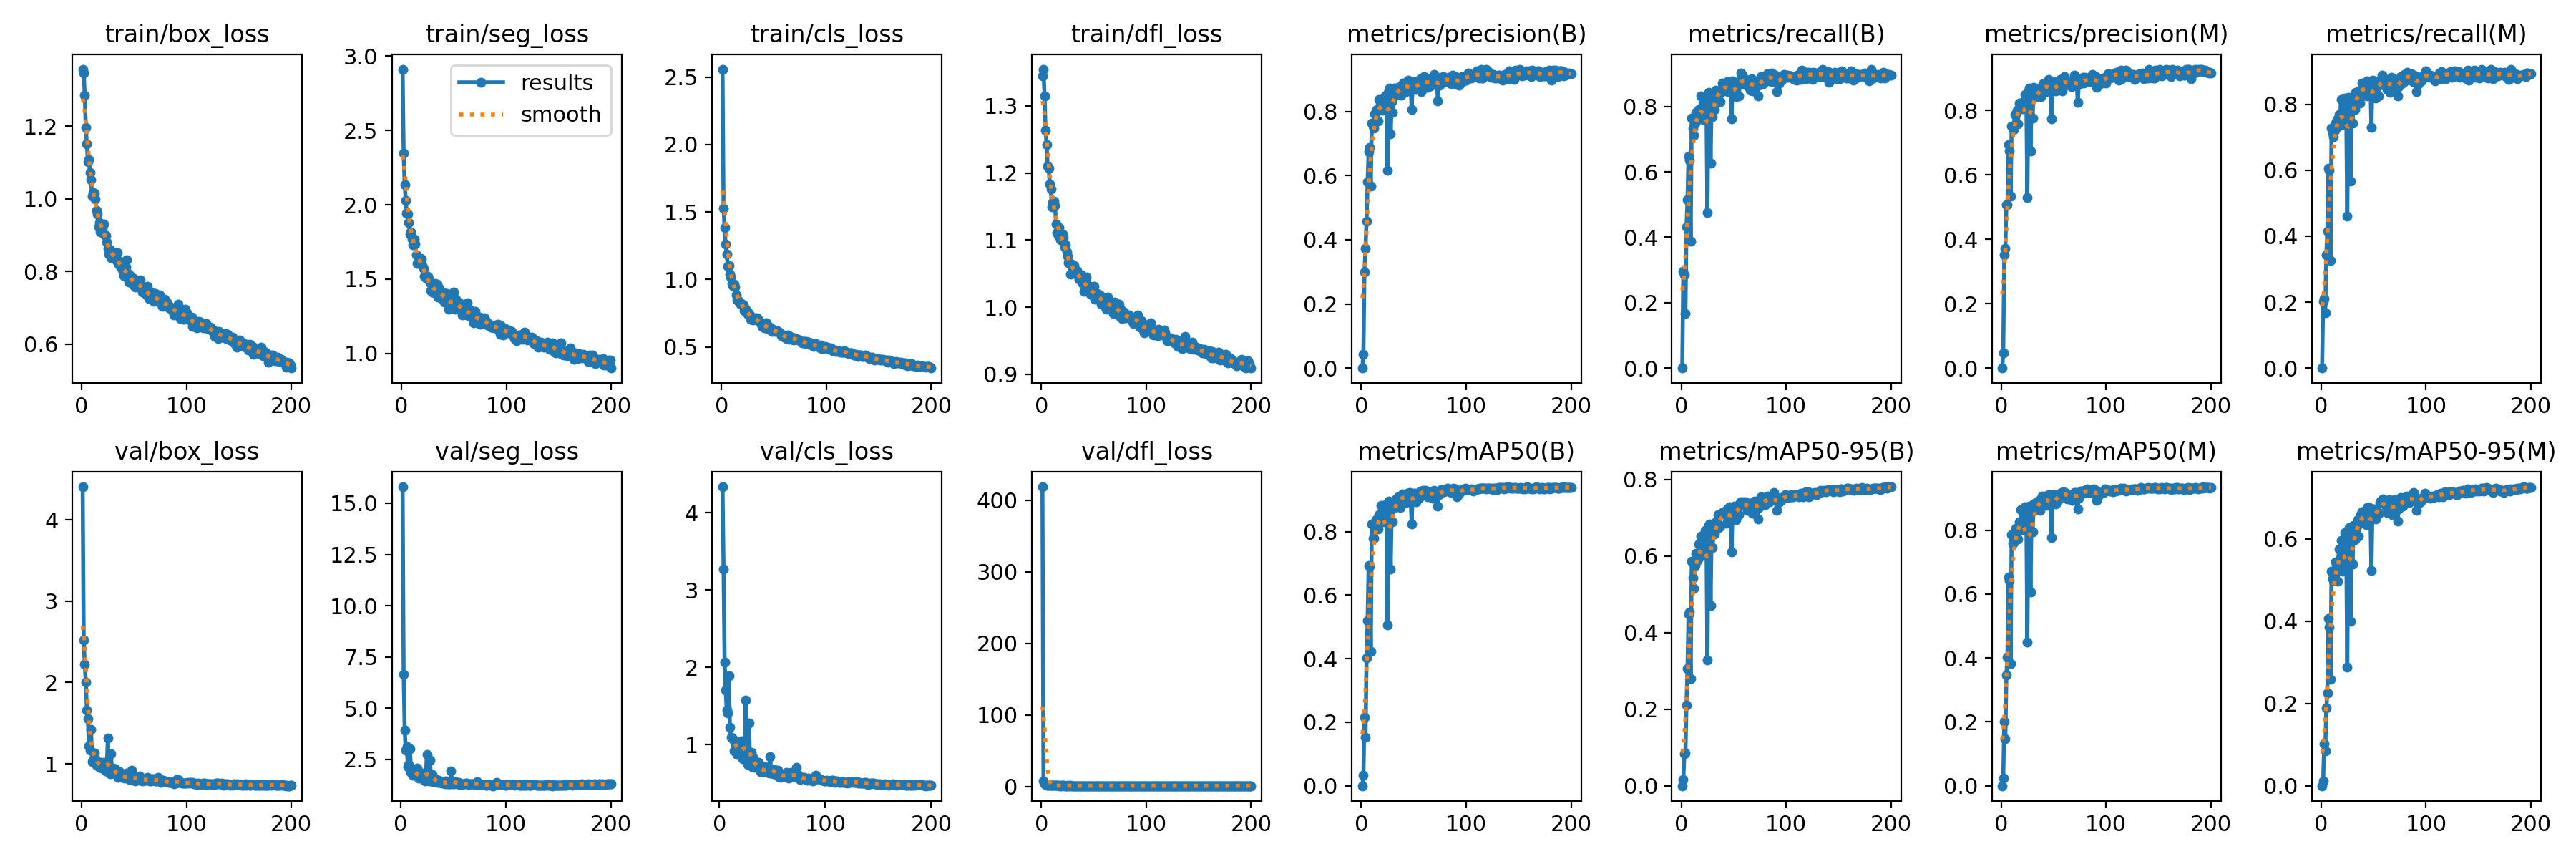 train/box_loss
1.2
1.0
0.8
0.6
0 100 200
train/seg_loss
results
smooth
3.0
2.5
2.0
1.5
1.0
0 100 200
train/cls_loss
2.5
2.0
1.5
1.0
0.5
0 100 200
train/dfl_loss
1.3
1.2
1.1
1.0
0.9
0 100 200
metrics/precision(B)
0.8
0.6
0.4
0.2
0.0
0 100 200
metrics/recall(B)
0.8
0.6
0.4
0.2
0.0
0 100 200
metrics/precision(M)
0.8
0.6
0.4
0.2
0.0
0 100 200
metrics/recall(M)
0.8
0.6
0.4
0.2
0.0
0 100 200
val/box_loss
4
3
2
1
0 100 200
val/seg_loss
15.0
12.5
10.0
7.5
5.0
2.5
0 100 200
val/cls_loss
4
3
2
1
0 100 200
val/dfl_loss
400
300
200
100
0
0 100 200
metrics/mAP50(B)
0.8
0.6
0.4
0.2
0.0
0 100 200
metrics/mAP50-95(B)
0.8
0.6
0.4
0.2
0.0
0 100 200
metrics/mAP50(M)
0.8
0.6
0.4
0.2
0.0
0 100 200
metrics/mAP50-95(M)
0.6
0.4
0.2
0.0
0 100 200